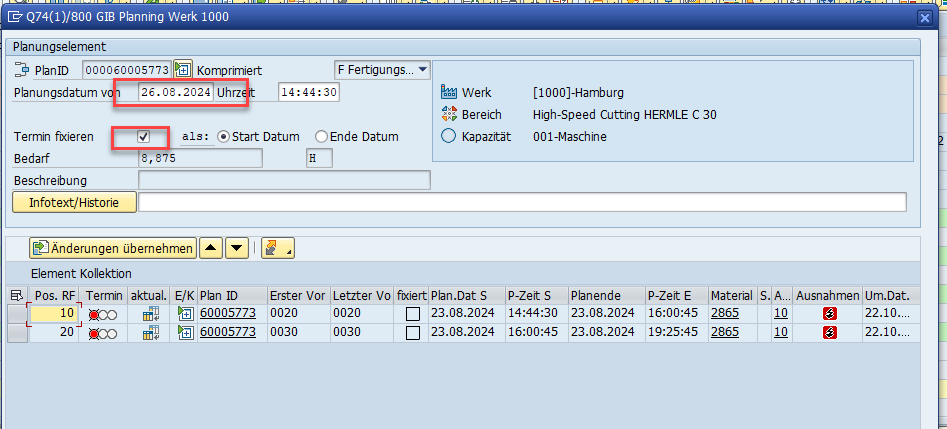 Q74(1)/800 GIB Planning Werk 1000
Planungselement
PlanID 000060005773 Komprimiert F Fertigungs...
Planungsdatum von 26.08.2024 Uhrzeit 14:44:30
Werk [1000]-Hamburg
Bereich High-Speed Cutting HERMLE C 30
Termin fixieren als: Start Datum Ende Datum
Kapazität 001-Maschine
Bedarf 8,875 H
Beschreibung
Infotext/Historie
Änderungen übernehmen
Element Kollektion
Pos. RF Termin aktual. E/K Plan ID Erster Vor Letzter Vo fixiert Plan.Dat S P-Zeit S Planende P-Zeit E Material S. A... Ausnahmen Um.Dat.
10 60005773 0020 0020 23.08.2024 14:44:30 23.08.2024 16:00:45 2865 10 22.10....
20 60005773 0030 0030 23.08.2024 16:00:45 23.08.2024 19:25:45 2865 10 22.10....